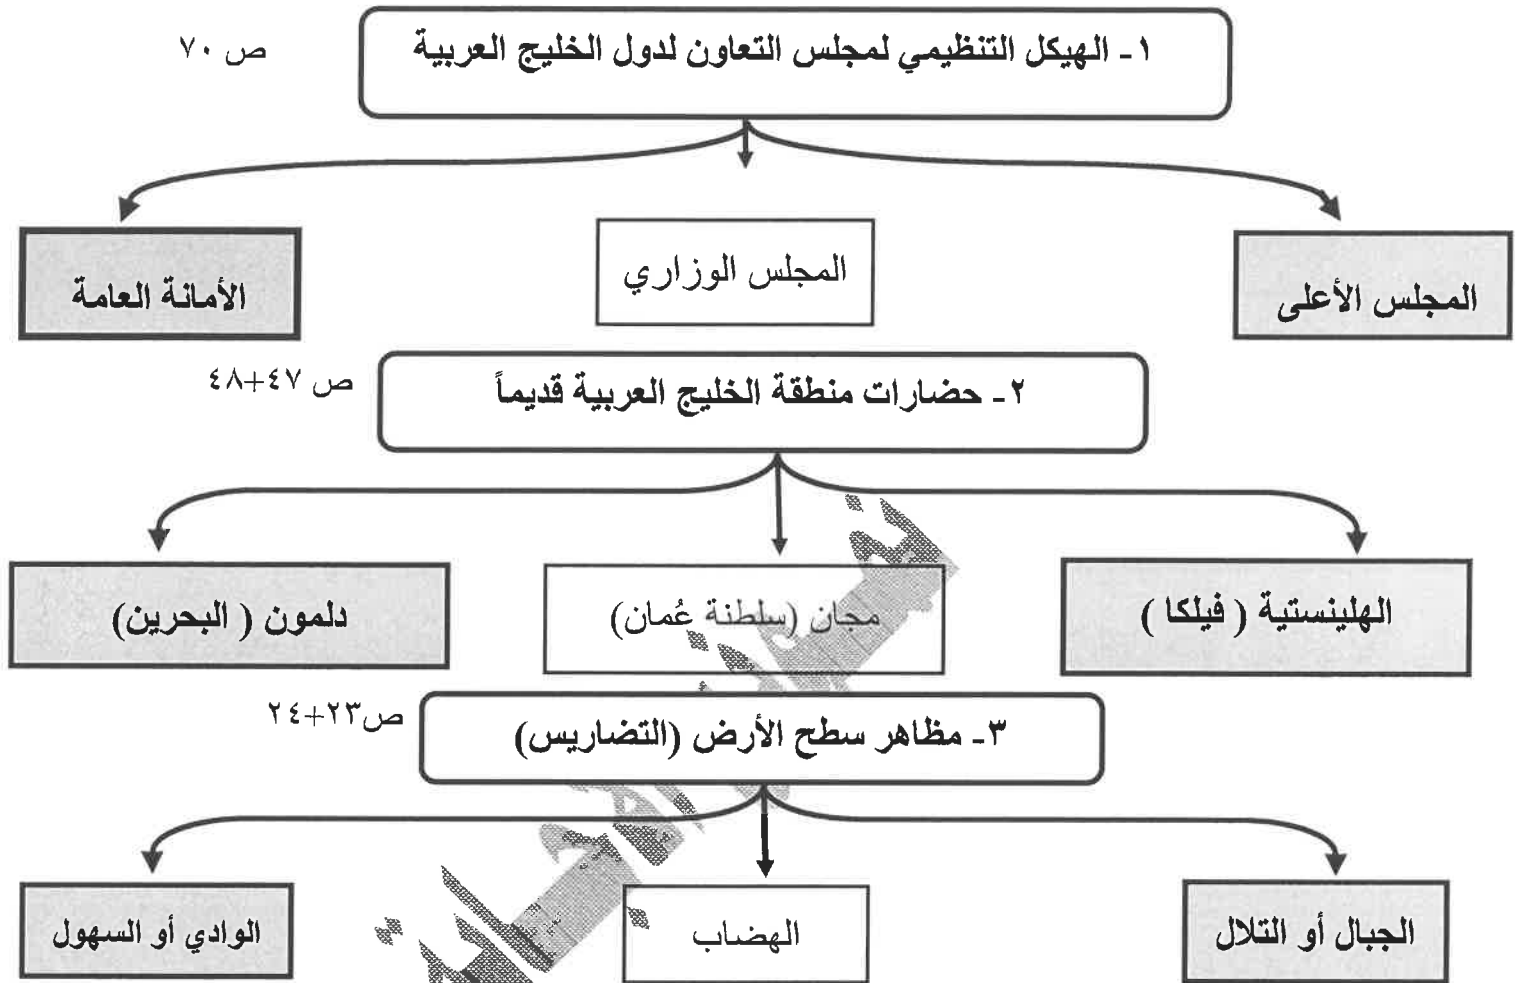 ١- الهيكل التنظيمي لمجلس التعاون لدول الخليج العربية
ص ٧٠
المجلس الأعلى
المجلس الوزاري
الأمانة العامة
٢- حضارات منطقة الخليج العربية قديماً
ص ٤٧+٤٨
الهلينستية ( فيلكا )
مجان (سلطنة عُمان)
دلمون ( البحرين)
٣- مظاهر سطح الأرض (التضاريس)
ص٢٣+٢٤
الجبال أو التلال
الهضاب
الوادي أو السهول